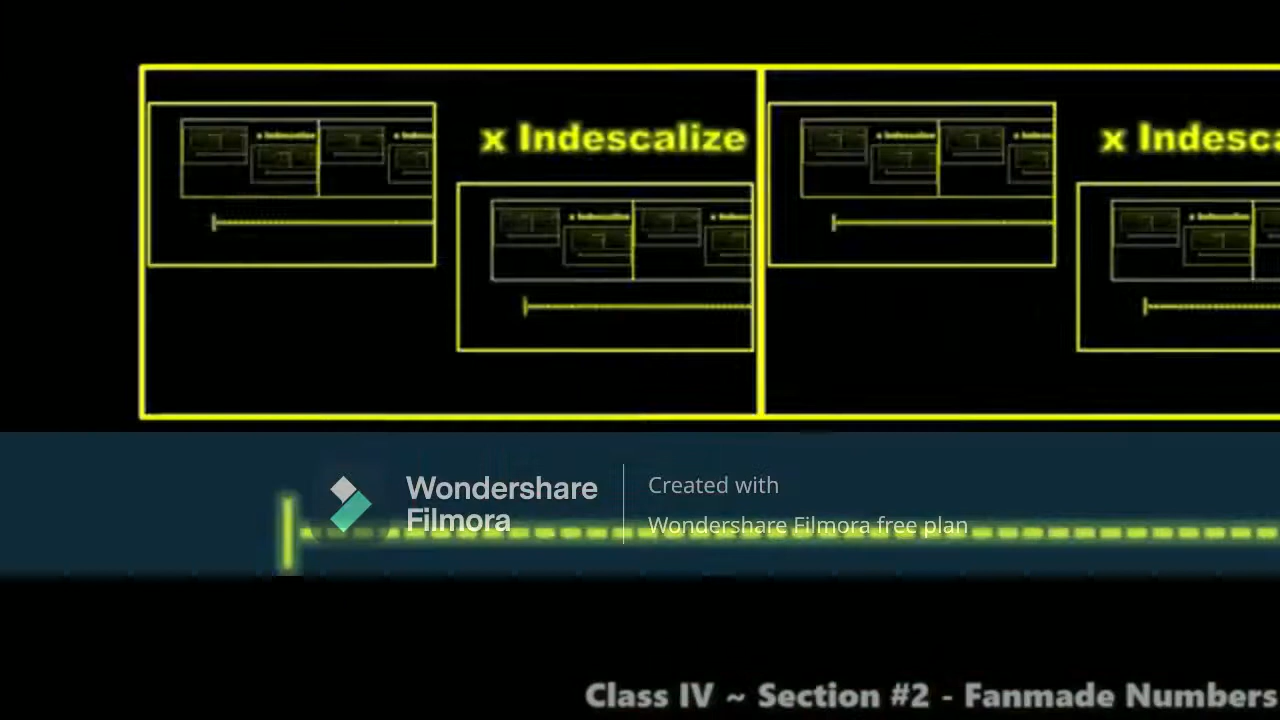 x Indescalize
x Indesca
Wondershare
Filmora
Created with
Wondershare Filmora free plan
Class IV ~ Section #2 - Fanmade Numbers